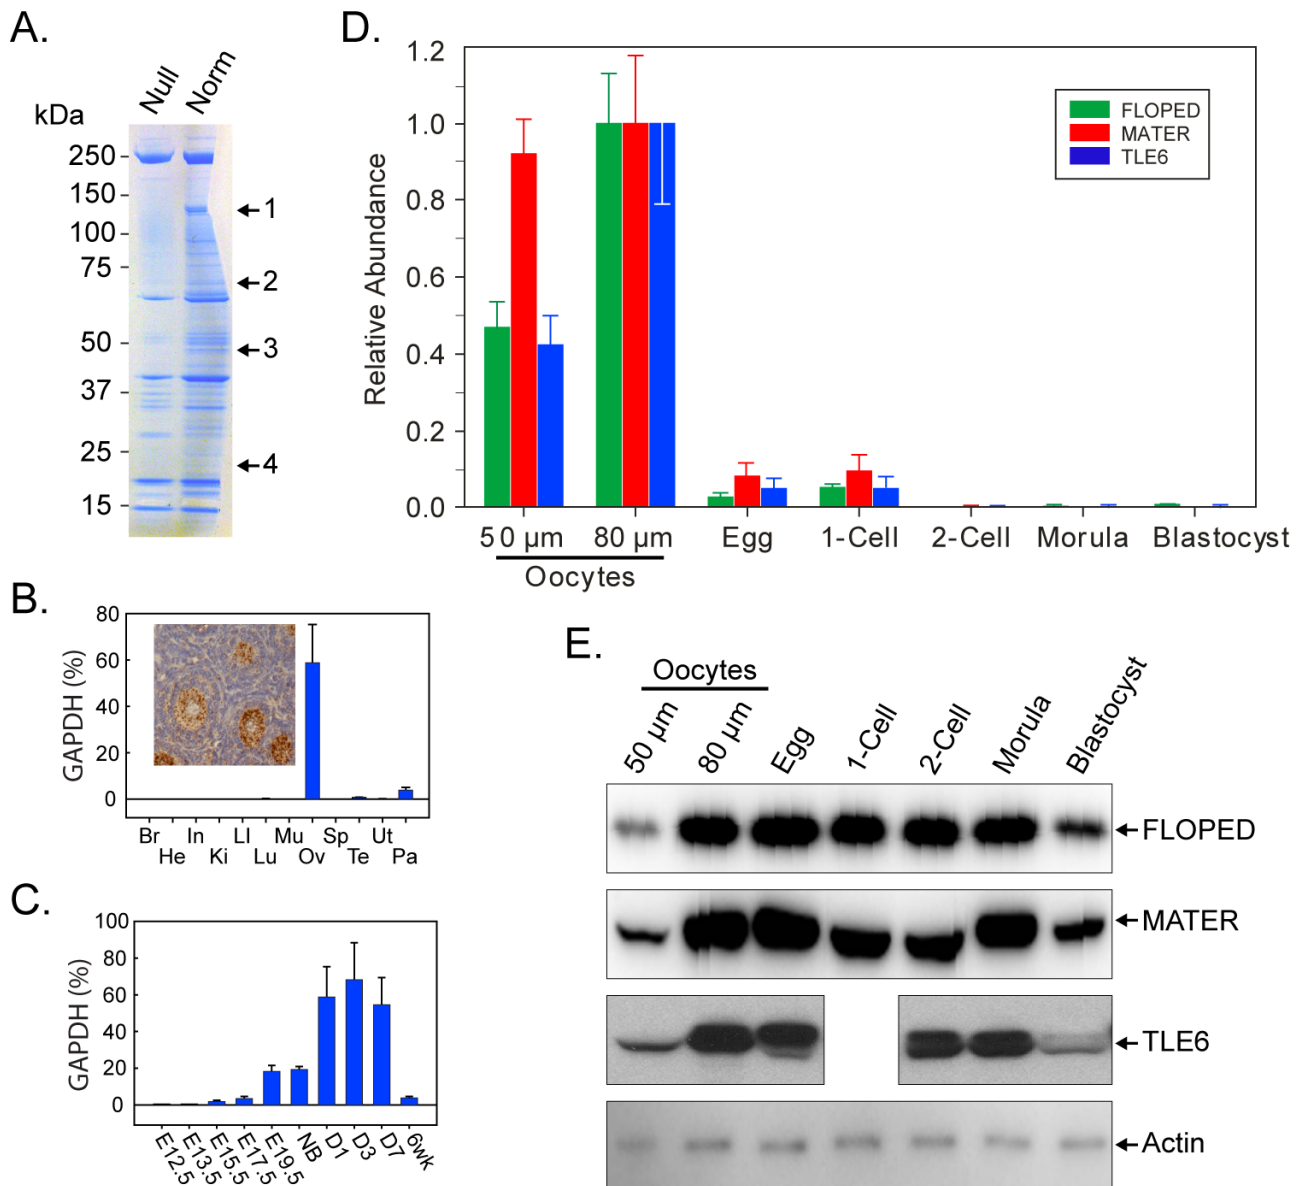 A.
Null Norm
kDa
250
150
100
75
50
37
25
15
1
2
3
4
D.
Relative Abundance
1.2
1.0
0.8
0.6
0.4
0.2
0.0
FLOPED
MATER
TLE6
50 µm 80 µm Egg 1-Cell 2-Cell Morula Blastocyst
Oocytes
B.
GAPDH (%)
80
60
40
20
0
Br In LI Mu Sp Ut
He Ki Lu Ov Te Pa
C.
GAPDH (%)
100
80
60
40
20
0
E12.5 E13.5 E15.5 E17.5 E19.5 NB D1 D3 D7 6wk
E.
Oocytes
50 µm 80 µm Egg 1-Cell 2-Cell Morula Blastocyst
FLOPED
MATER
TLE6
Actin